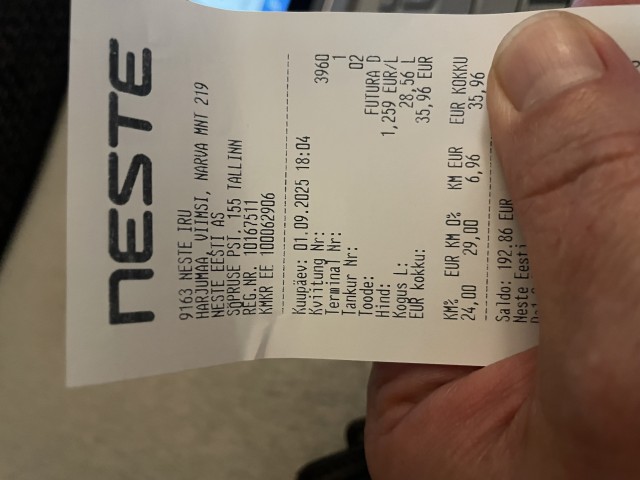 NESTE
9163 NESTE IRU
HARJUMAA, VIIMSI, NARVA MNT 219
NESTE EESTI AS
SOPRUSE PST. 155 TALLINN
REG.NR. 10167511
KMKR EE 100062906
Kuupäev: 01.09.2025 18:04
Kviitung Nr: 3960
Terminal Nr: 1
Tankur Nr: 02
Toode: FUTURA D
Hind: 1,259 EUR/L
Kogus L: 28,56 L
EUR kokku: 35,96 EUR
KM% EUR KM 0% KM EUR EUR KOKKU
24,00 29,00 6,96 35,96
Saldo: 192.86 EUR
Neste Eesti